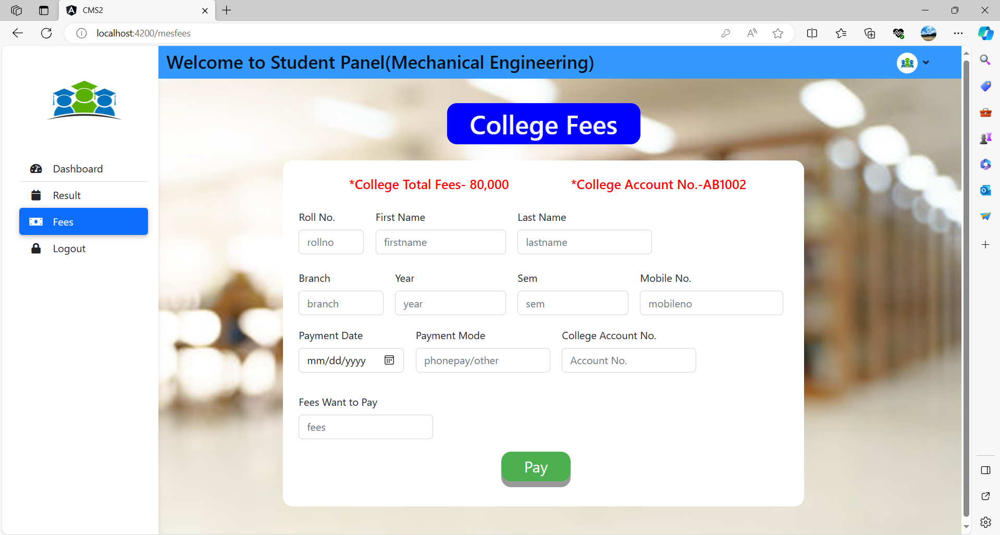 CMS2
localhost:4200/mesfees
Welcome to Student Panel(Mechanical Engineering)
College Fees
Dashboard
Result
Fees
Logout
*College Total Fees- 80,000
*College Account No.-AB1002
Roll No. First Name Last Name
rollno firstname lastname
Branch Year Sem Mobile No.
branch year sem mobileno
Payment Date Payment Mode College Account No.
mm/dd/yyyy phonepay/other Account No.
Fees Want to Pay
fees
Pay